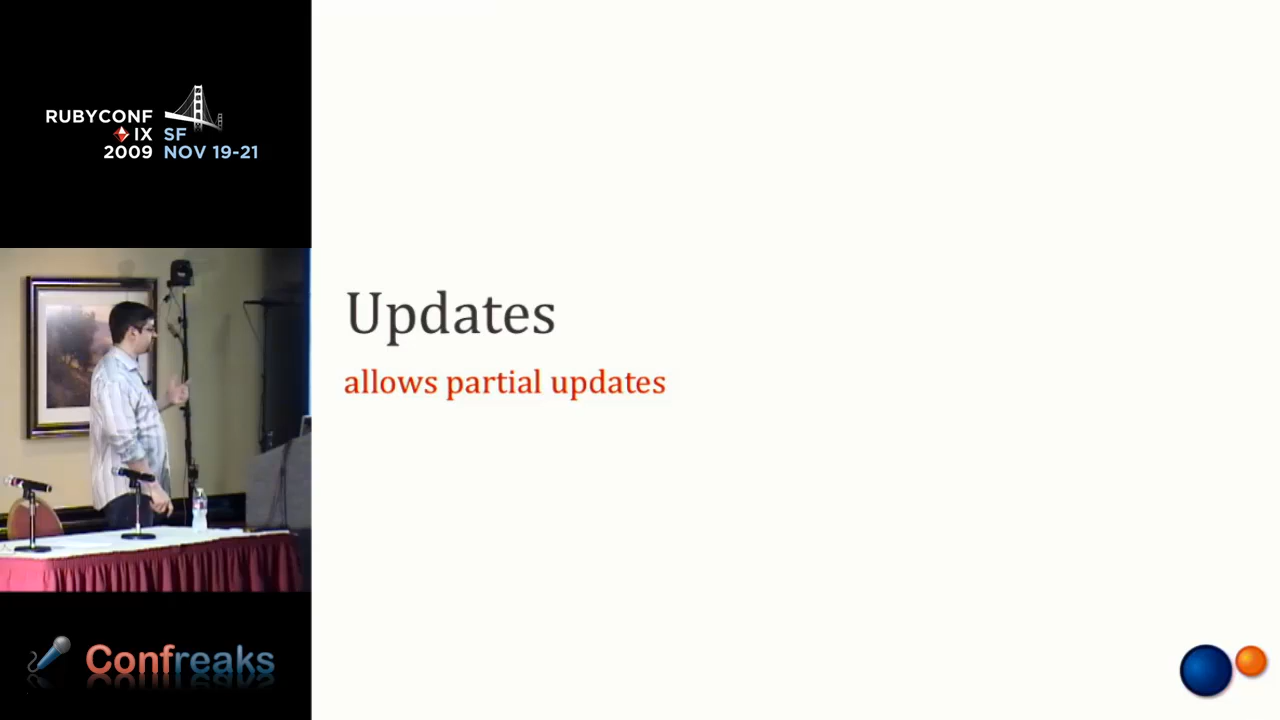 RUBYCONF
IX SF
2009 NOV 19-21
Updates
allows partial updates
Confreaks